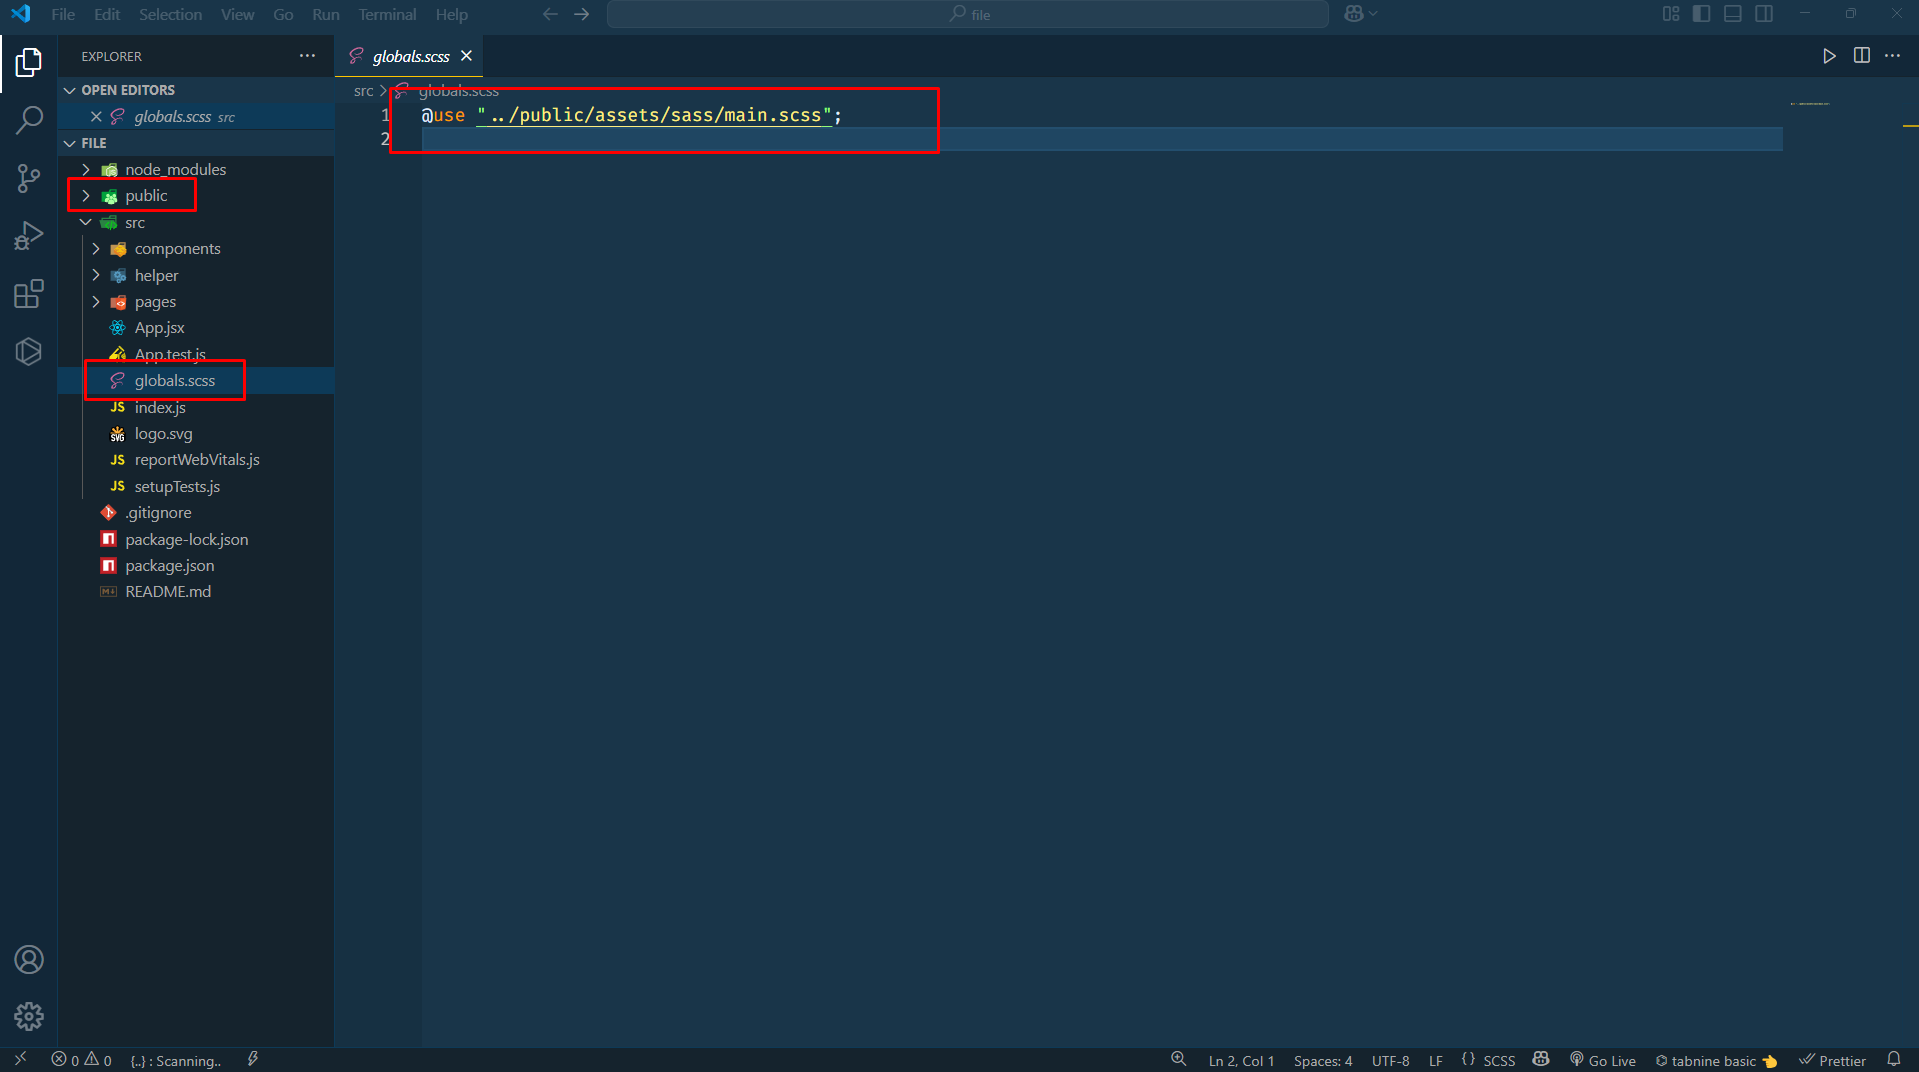 File Edit Selection View Go Run Terminal Help
file
EXPLORER
OPEN EDITORS
globals.scss src
FILE
node_modules
public
src
components
helper
pages
App.jsx
App.test.js
globals.scss
JS index.js
SVG logo.svg
JS reportWebVitals.js
JS setupTests.js
.gitignore
package-lock.json
package.json
README.md
globals.scss
src > globals.scss
1 @use "../public/assets/sass/main.scss";
2
0 0 {..} : Scanning..
Ln 2, Col 1 Spaces: 4 UTF-8 LF {} SCSS Go Live tabnine basic Prettier